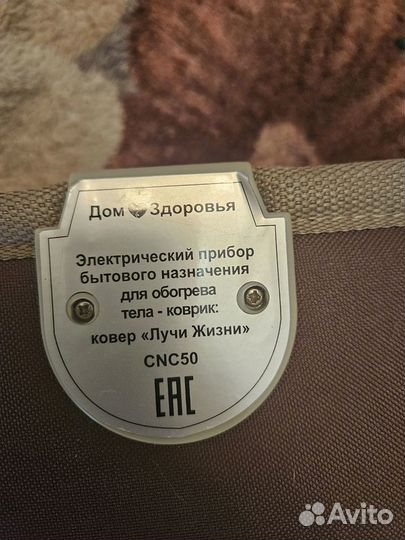 Дом Здоровья
Электрический прибор
бытового назначения
для обогрева
тела - коврик:
ковер «Лучи Жизни»
CNC50
EAC
Avito